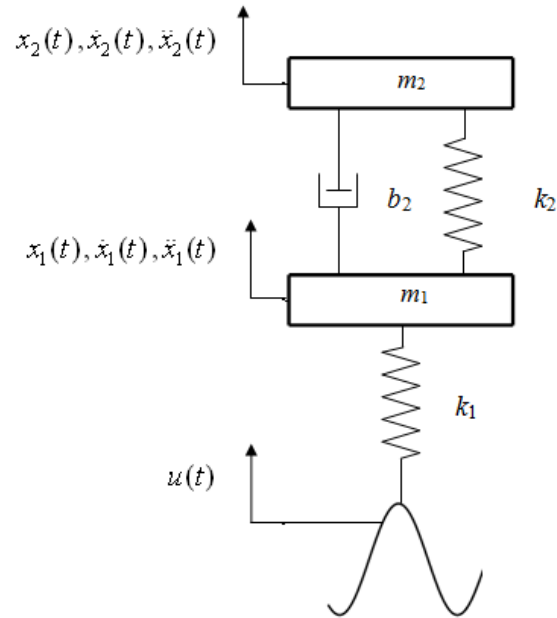 x₂(t), ẋ₂(t), ẍ₂(t)
m₂
b₂
k₂
x₁(t), ẋ₁(t), ẍ₁(t)
m₁
k₁
u(t)